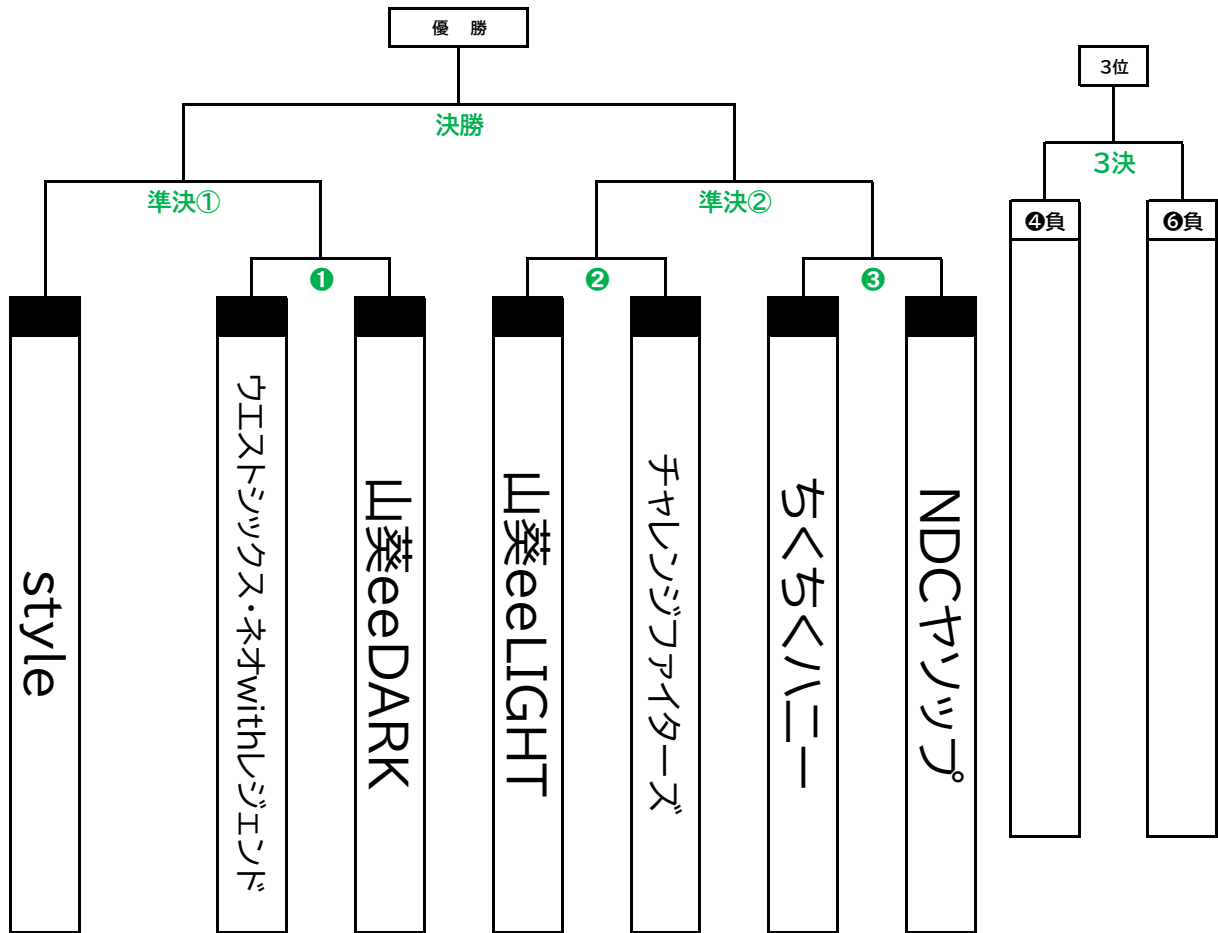 優 勝
3位
決勝
3決
準決①
準決②
❹負
❻負
❶
❷
❸
style
ウエストシックス・ネオwithレジェンド
山葵eeDARK
山葵eeLIGHT
チャレンジファイターズ
ちくちくハニー
NDCヤソップ